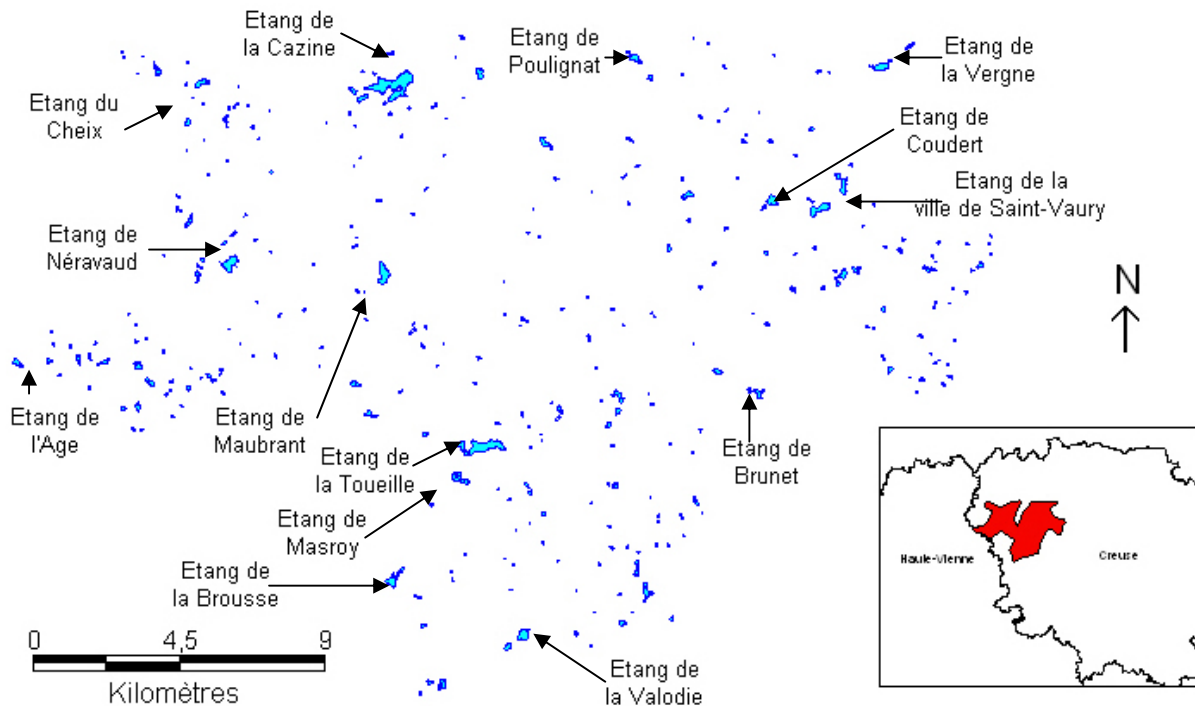 Etang de
la Cazine
Etang de
Poulignat
Etang de
la Vergne
Etang du
Cheix
Etang de
Coudert
Etang de la
ville de Saint-Vaury
Etang de
Néravaud
N
Etang de
l'Age
Etang de
Maubrant
Etang de
la Toueille
Etang de
Brunet
Etang de
Masroy
Etang de
la Brousse
Haute-Vienne
Creuse
0 4,5 9
Kilomètres
Etang de
la Valodie